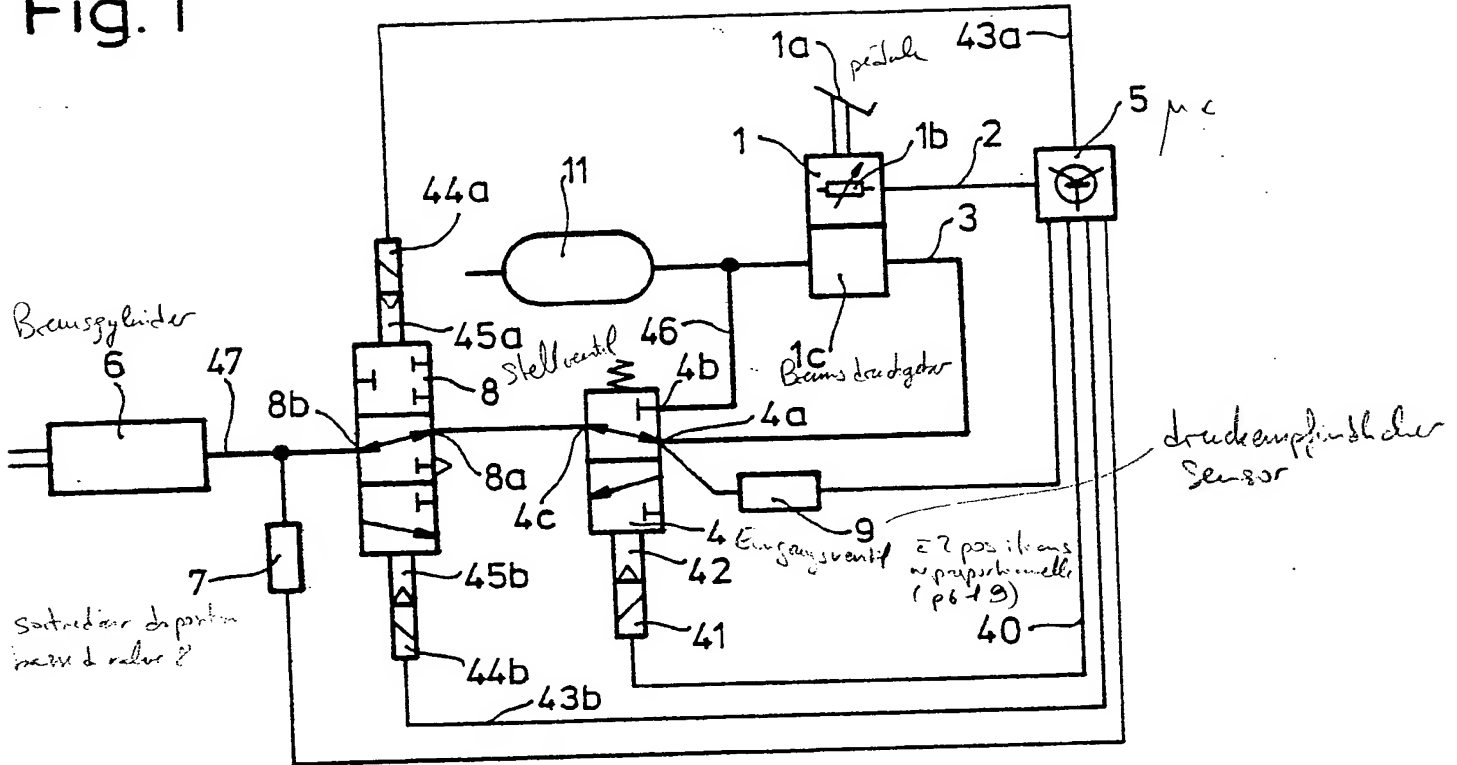 Fig. 1
43a
1a
pédale
5 μc
1
1b
2
11
44a
3
Bremszylinder
45a
46
1c
6
47
Stellventil
4b
Bremsdruckgeber
8b
8
4a
druckempfindlicher
Sensor
8a
4c
9
7
4
Eingangsventil
45b
42
40
41
44b
43b